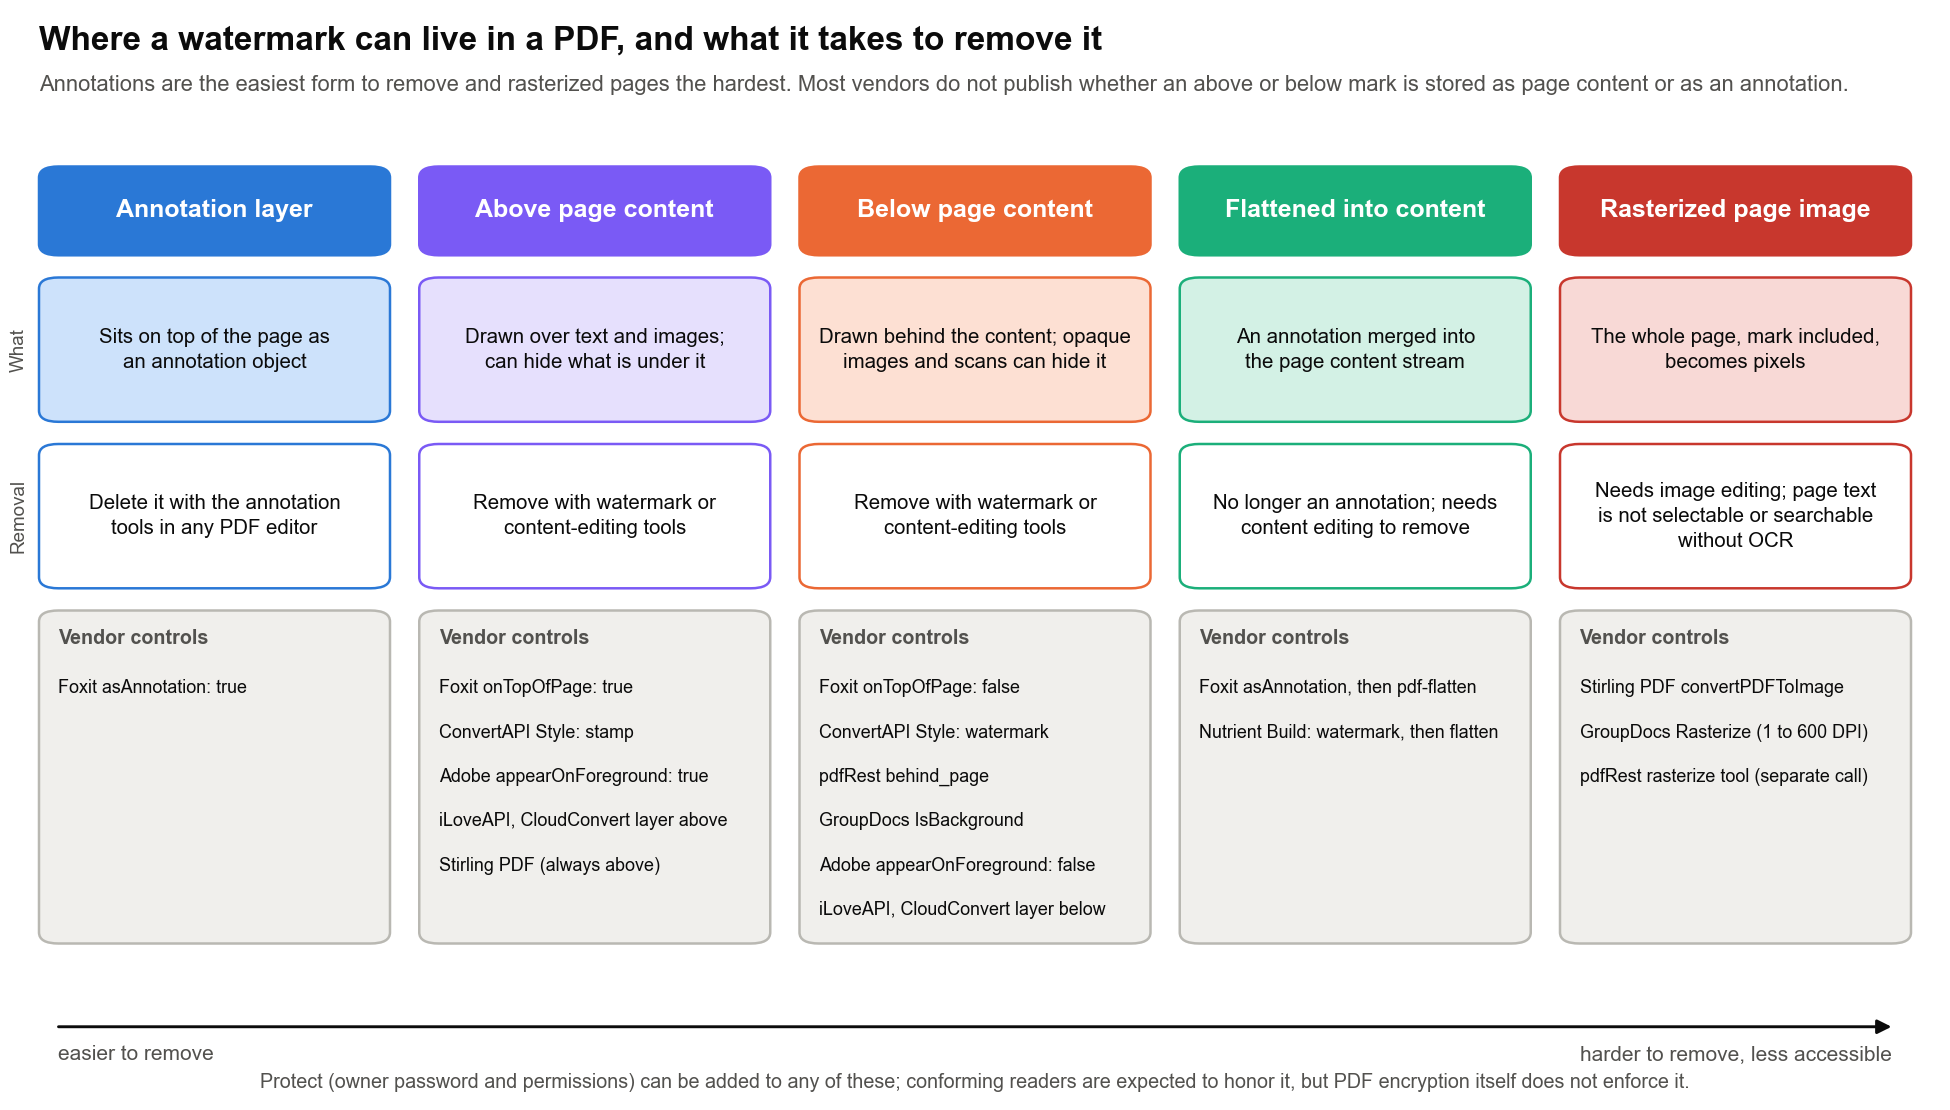 Where a watermark can live in a PDF, and what it takes to remove it
Annotations are the easiest form to remove and rasterized pages the hardest. Most vendors do not publish whether an above or below mark is stored as page content or as an annotation.
Annotation layer
Above page content
Below page content
Flattened into content
Rasterized page image
What
Sits on top of the page as
an annotation object
Drawn over text and images;
can hide what is under it
Drawn behind the content; opaque
images and scans can hide it
An annotation merged into
the page content stream
The whole page, mark included,
becomes pixels
Removal
Delete it with the annotation
tools in any PDF editor
Remove with watermark or
content-editing tools
Remove with watermark or
content-editing tools
No longer an annotation; needs
content editing to remove
Needs image editing; page text
is not selectable or searchable
without OCR
Vendor controls
Foxit asAnnotation: true
Vendor controls
Foxit onTopOfPage: true
ConvertAPI Style: stamp
Adobe appearOnForeground: true
iLoveAPI, CloudConvert layer above
Stirling PDF (always above)
Vendor controls
Foxit onTopOfPage: false
ConvertAPI Style: watermark
pdfRest behind_page
GroupDocs IsBackground
Adobe appearOnForeground: false
iLoveAPI, CloudConvert layer below
Vendor controls
Foxit asAnnotation, then pdf-flatten
Nutrient Build: watermark, then flatten
Vendor controls
Stirling PDF convertPDFToImage
GroupDocs Rasterize (1 to 600 DPI)
pdfRest rasterize tool (separate call)
easier to remove
harder to remove, less accessible
Protect (owner password and permissions) can be added to any of these; conforming readers are expected to honor it, but PDF encryption itself does not enforce it.